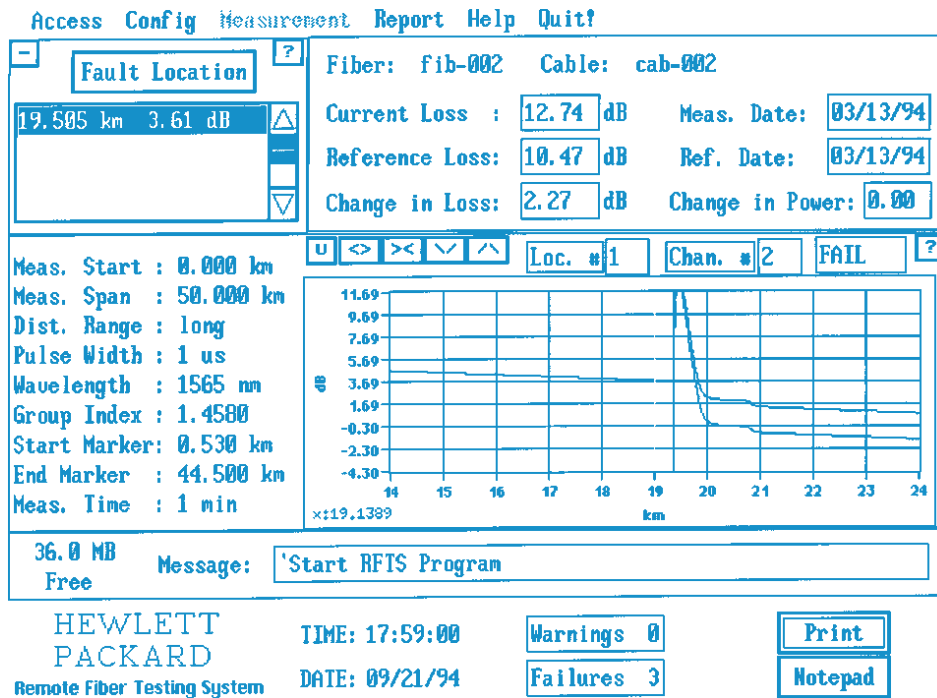 Access Config Measurement Report Help Quit!
- Fault Location ?
19.505 km 3.61 dB
Fiber: fib-002 Cable: cab-002
Current Loss : 12.74 dB Meas. Date: 03/13/94
Reference Loss: 10.47 dB Ref. Date: 03/13/94
Change in Loss: 2.27 dB Change in Power: 0.00
Meas. Start : 0.000 km
Meas. Span : 50.000 km
Dist. Range : long
Pulse Width : 1 us
Wavelength : 1565 nm
Group Index : 1.4580
Start Marker: 0.530 km
End Marker : 44.500 km
Meas. Time : 1 min
U <> >< \/ /\ Loc. # 1 Chan. # 2 FAIL ?
11.69
9.69
7.69
5.69
3.69
1.69
-0.30
-2.30
-4.30
dB
14 15 16 17 18 19 20 21 22 23 24
x:19.1389 km
36.0 MB
Free
Message: 'Start RFTS Program
HEWLETT
PACKARD
Remote Fiber Testing System
TIME: 17:59:00
DATE: 09/21/94
Warnings 0
Failures 3
Print
Notepad